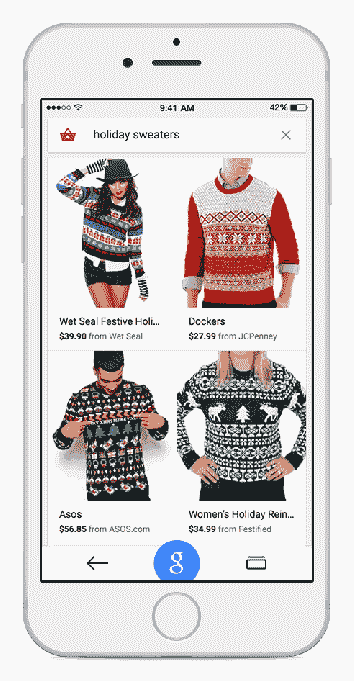 9:41 AM
42%
holiday sweaters
Wet Seal Festive Holi...
$39.90 from Wet Seal
Dockers
$27.99 from JCPenney
Asos
$56.85 from ASOS.com
Women's Holiday Rein...
$34.99 from Festified
g